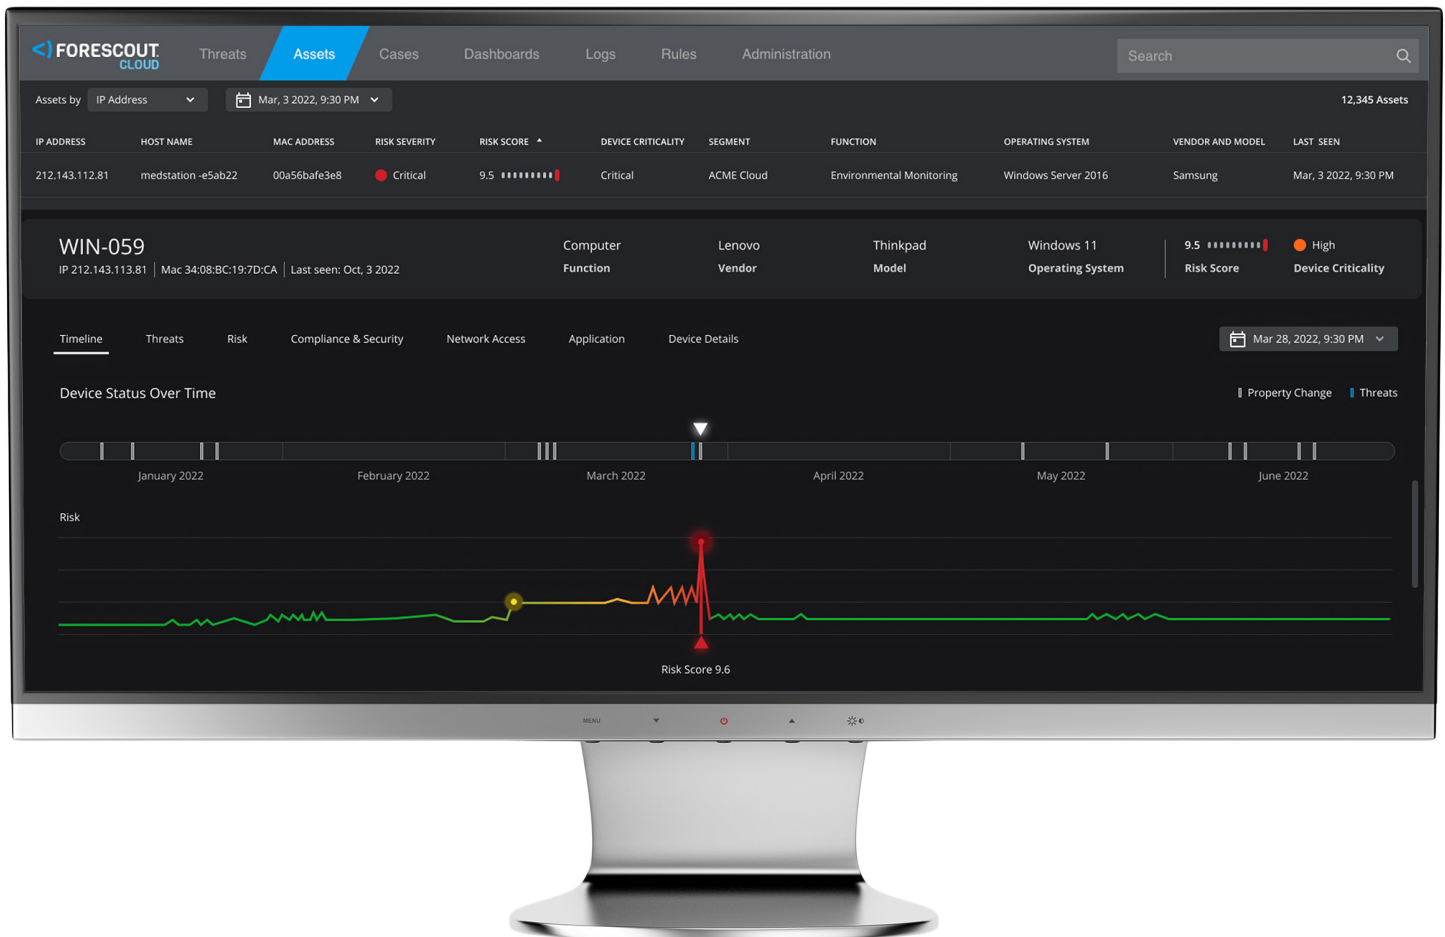 <) FORESCOUT.
CLOUD
Threats Assets Cases Dashboards Logs Rules Administration Search
Assets by IP Address Mar, 3 2022, 9:30 PM 12,345 Assets
IP ADDRESS HOST NAME MAC ADDRESS RISK SEVERITY RISK SCORE DEVICE CRITICALITY SEGMENT FUNCTION OPERATING SYSTEM VENDOR AND MODEL LAST SEEN
212.143.112.81 medstation -e5ab22 00a56bafe3e8 Critical 9.5 Critical ACME Cloud Environmental Monitoring Windows Server 2016 Samsung Mar, 3 2022, 9:30 PM
WIN-059 Computer Lenovo Thinkpad Windows 11 9.5 High
IP 212.143.113.81 | Mac 34:08:BC:19:7D:CA | Last seen: Oct, 3 2022 Function Vendor Model Operating System Risk Score Device Criticality
Timeline Threats Risk Compliance & Security Network Access Application Device Details Mar 28, 2022, 9:30 PM
Device Status Over Time Property Change Threats
January 2022 February 2022 March 2022 April 2022 May 2022 June 2022
Risk
Risk Score 9.6
MENU